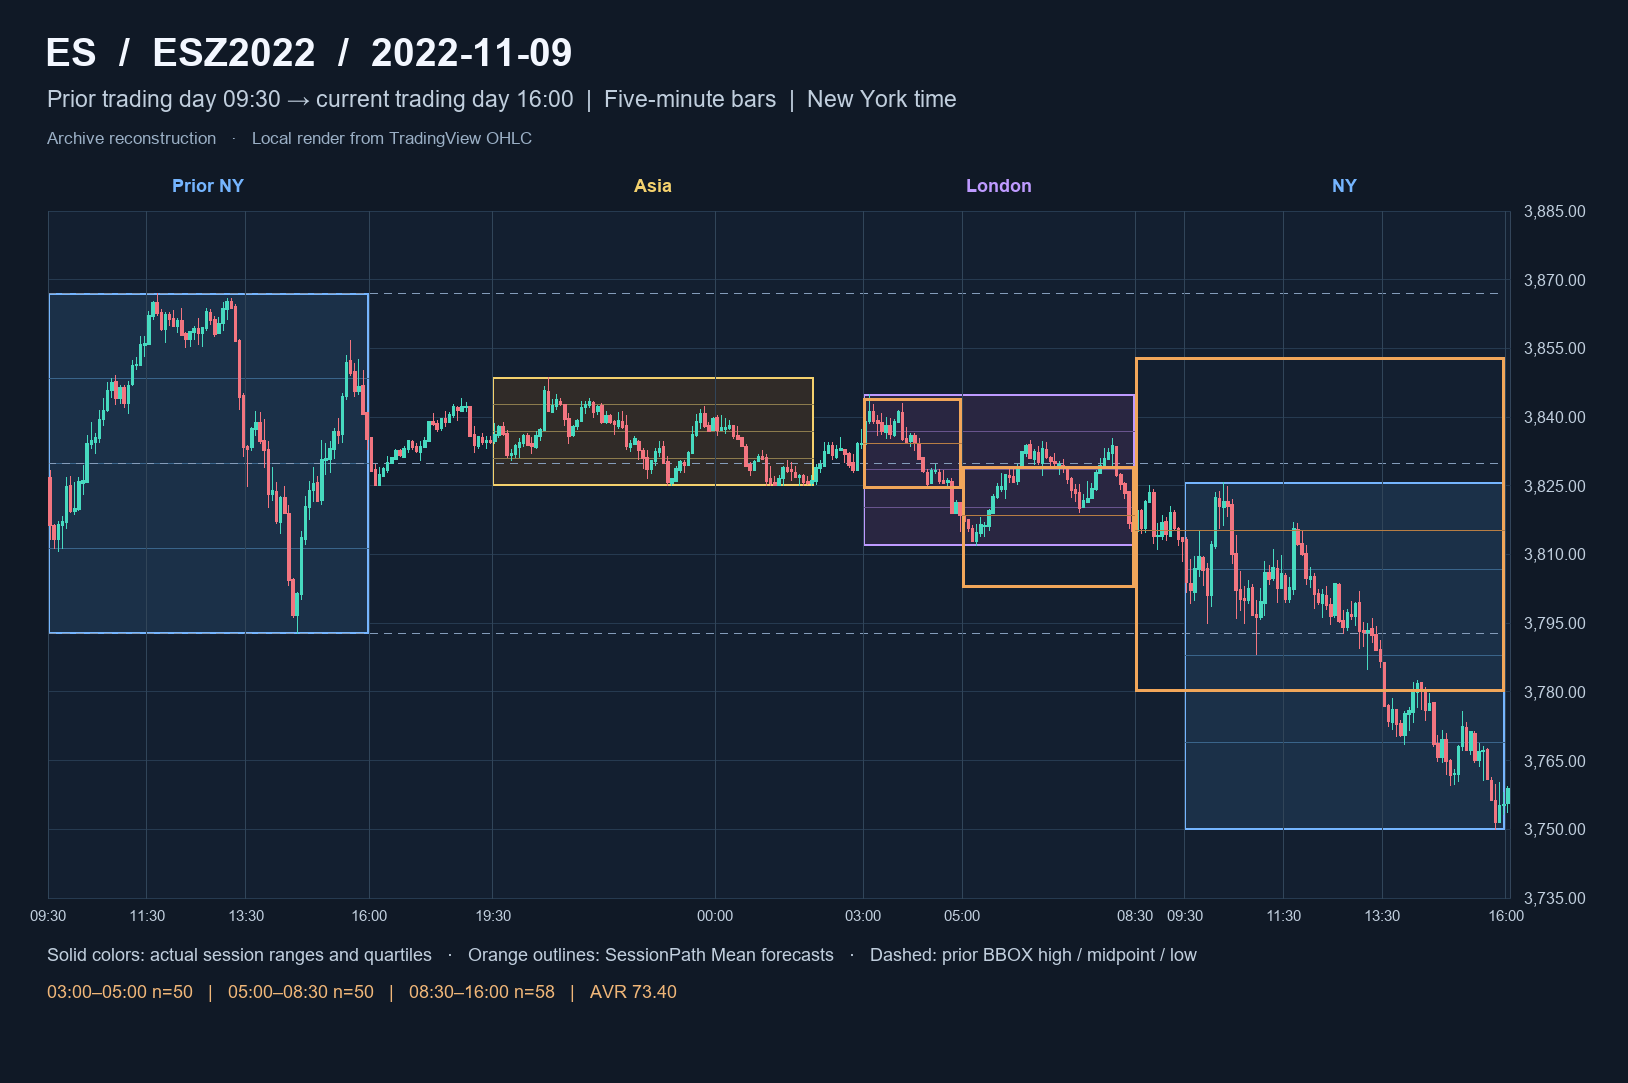 ES / ESZ2022 / 2022-11-09
Prior trading day 09:30 → current trading day 16:00 | Five-minute bars | New York time
Archive reconstruction · Local render from TradingView OHLC
Prior NY Asia London NY
3,885.00
3,870.00
3,855.00
3,840.00
3,825.00
3,810.00
3,795.00
3,780.00
3,765.00
3,750.00
3,735.00
09:30 11:30 13:30 16:00 19:30 00:00 03:00 05:00 08:30 09:30 11:30 13:30 16:00
Solid colors: actual session ranges and quartiles · Orange outlines: SessionPath Mean forecasts · Dashed: prior BBOX high / midpoint / low
03:00–05:00 n=50 | 05:00–08:30 n=50 | 08:30–16:00 n=58 | AVR 73.40